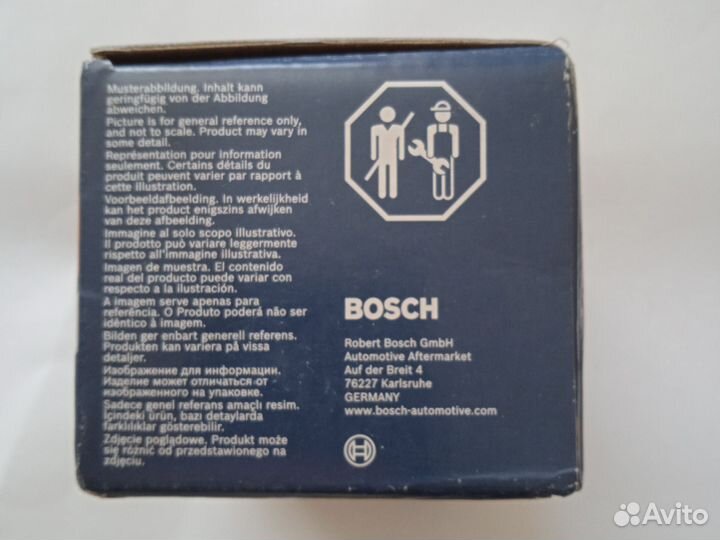 Musterabbildung. Inhalt kann
geringfügig von der Abbildung
abweichen.
Picture is for general reference only,
and not to scale. Product may vary in
some detail.
Représentation pour information
seulement. Certains détails du
produit peuvent varier par rapport à
cette illustration.
Voorbeeldafbeelding. In werkelijkheid
kan het product enigszins afwijken
van deze afbeelding.
Immagine al solo scopo illustrativo.
Il prodotto può variare leggermente
rispetto all'immagine illustrativa.
Imagen de muestra. El contenido
real del producto puede variar con
respecto a la ilustración.
A imagem serve apenas para
referência. O Produto poderá não ser
idêntico à imagem.
Bilden ger enbart generell referens.
Produkten kan variera på vissa
detaljer.
Изображение для информации.
Изделие может отличаться от
изображенного на упаковке.
Sadece genel referans amaçlı resim.
İçindeki ürün, bazı detaylarda
farklılıklar gösterebilir.
Zdjęcie poglądowe. Produkt może
się różnić od przedstawionego na
zdjęciu.
BOSCH
Robert Bosch GmbH
Automotive Aftermarket
Auf der Breit 4
76227 Karlsruhe
GERMANY
www.bosch-automotive.com
Avito